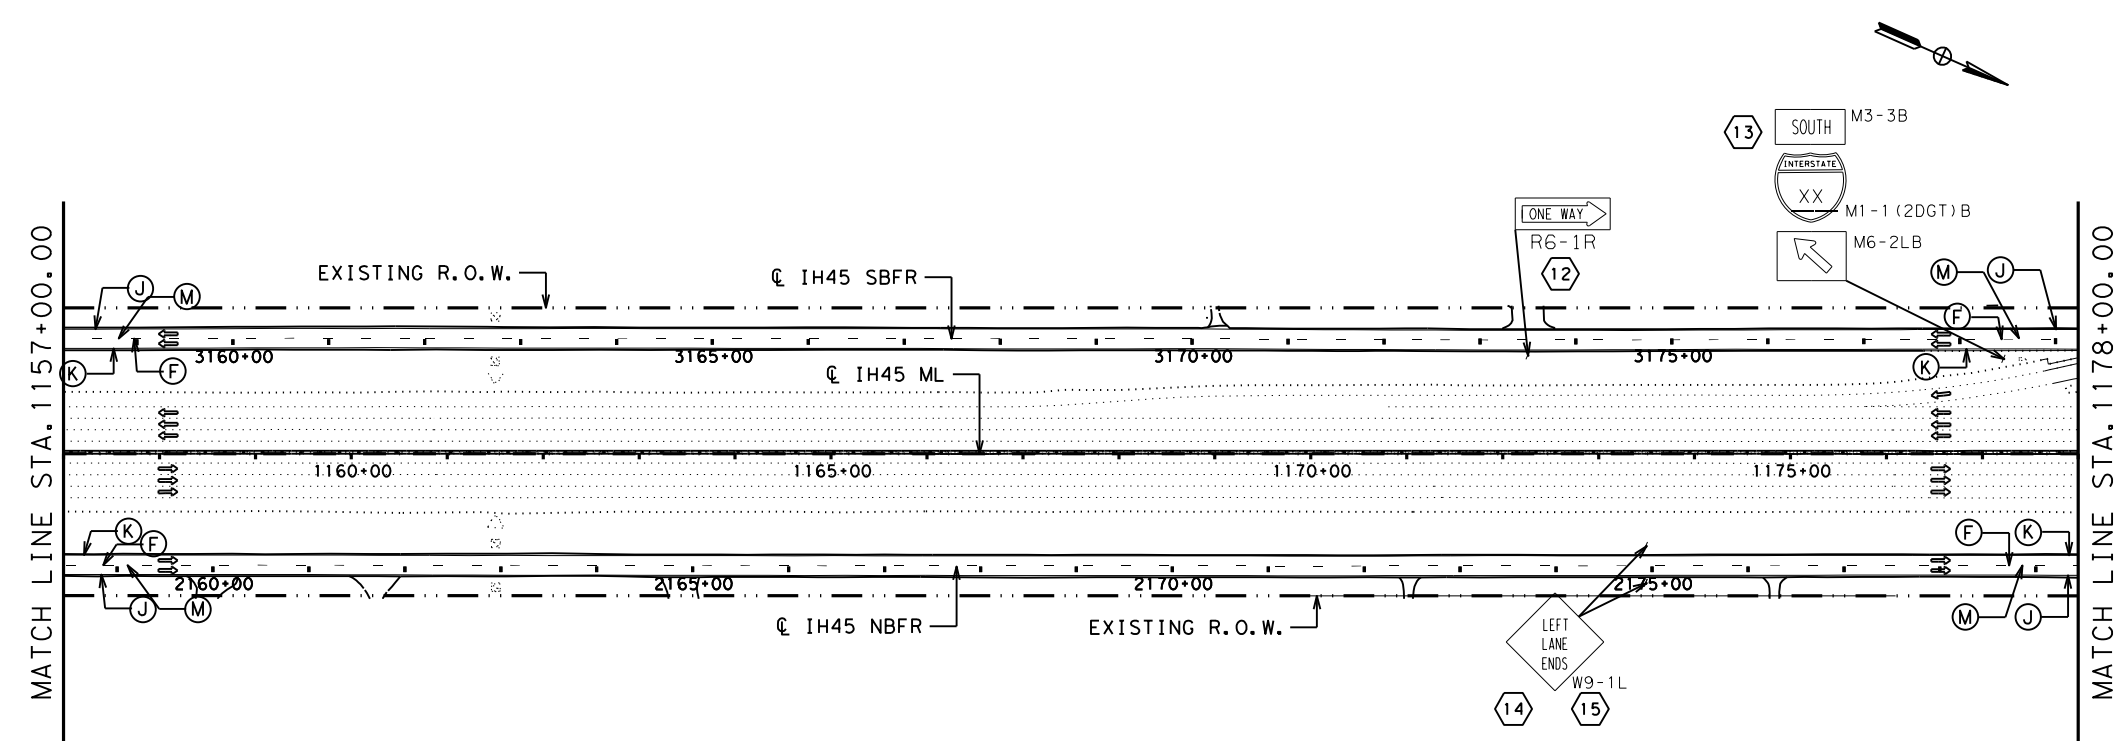 13
SOUTH
M3-3B
INTERSTATE
XX
M1-1(2DGT)B
M6-2LB
ONE WAY
R6-1R
12
EXISTING R.O.W.
℄ IH45 SBFR
J
M
M
J
F
3160+00
3165+00
3170+00
3175+00
K
F
K
℄ IH45 ML
1160+00
1165+00
1170+00
1175+00
MATCH LINE STA.1157+00.00
MATCH LINE STA.1178+00.00
K
F
F
K
2160+00
2165+00
2170+00
2175+00
J
M
M
J
℄ IH45 NBFR
EXISTING R.O.W.
LEFT
LANE
ENDS
W9-1L
14
15